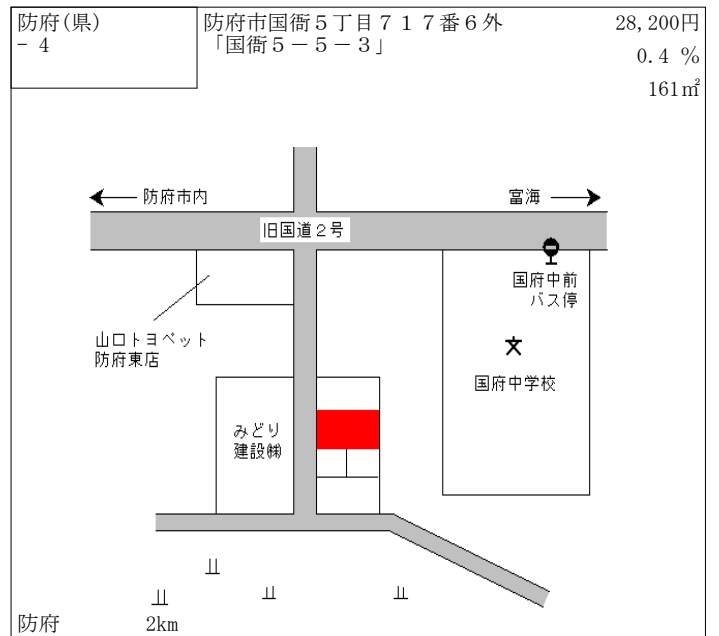 防府(県)
- 4
防府市国衙5丁目717番6外
「国衙5-5-3」
28,200円
0.4 %
161㎡
防府市内
富海
旧国道2号
国府中前
バス停
山口トヨペット
防府東店
国府中学校
みどり
建設㈱
防府 2km